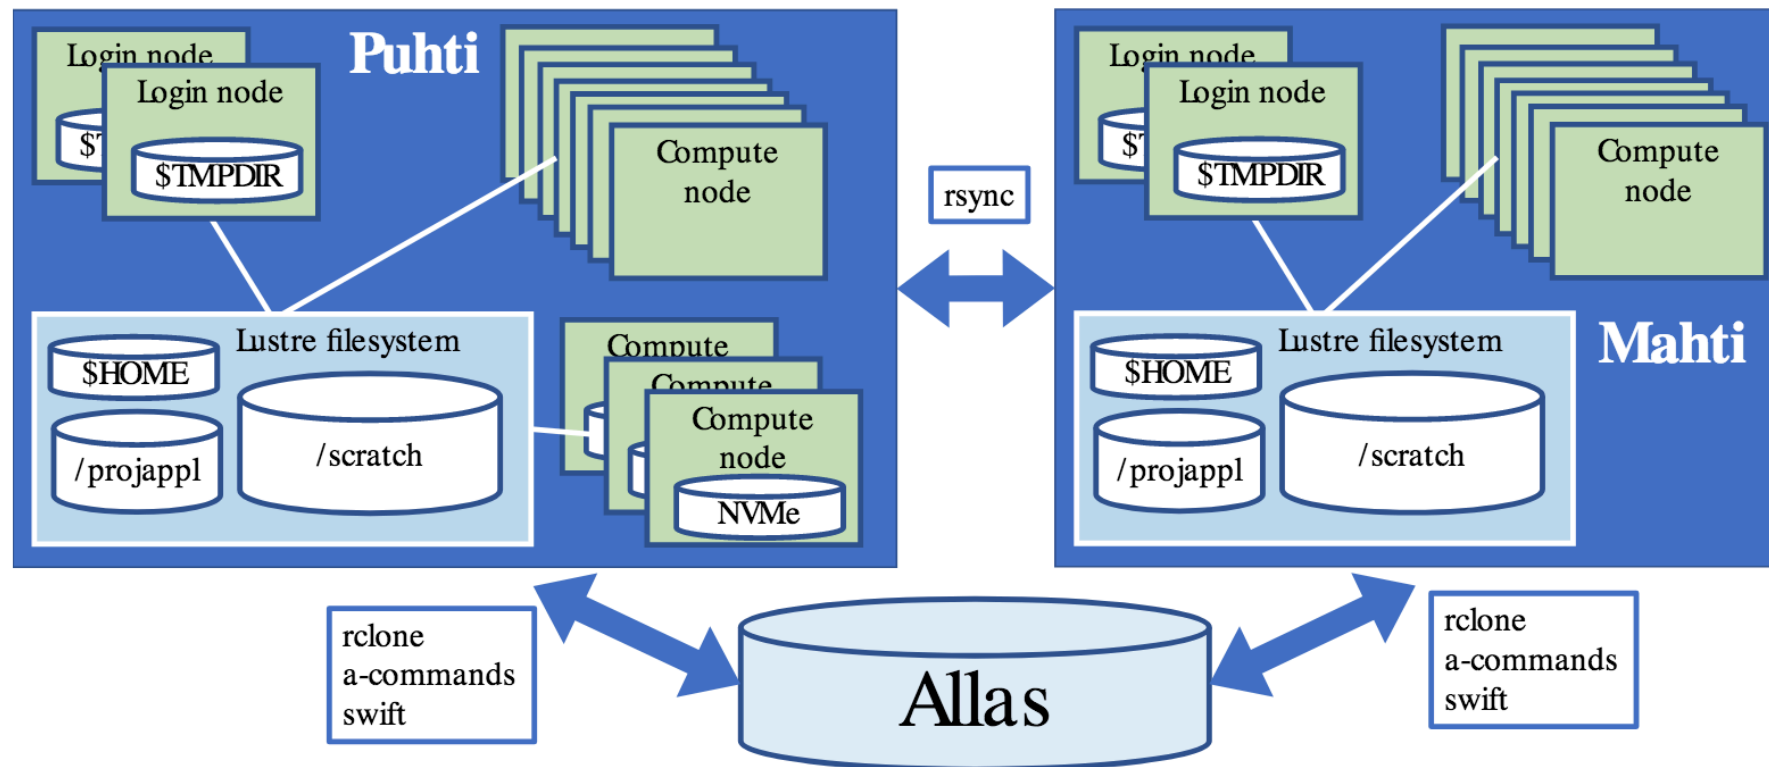 Puhti
Login node
Login node
$T
$TMPDIR
Compute
node
Lustre filesystem
$HOME
/projappl
/scratch
Compute
Compute
Compute
node
NVMe
rsync
Login node
Login node
$T
$TMPDIR
Compute
node
Mahti
Lustre filesystem
$HOME
/projappl
/scratch
rclone
a-commands
swift
Allas
rclone
a-commands
swift